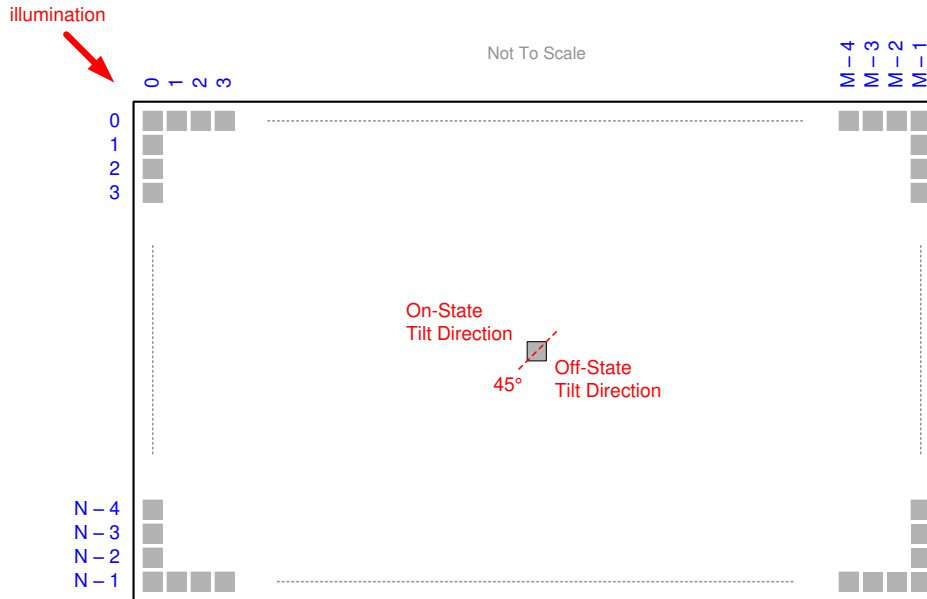 illumination
Not To Scale
0 1 2 3
M – 4 M – 3 M – 2 M – 1
0
1
2
3
On-State
Tilt Direction
45°
Off-State
Tilt Direction
N – 4
N – 3
N – 2
N – 1